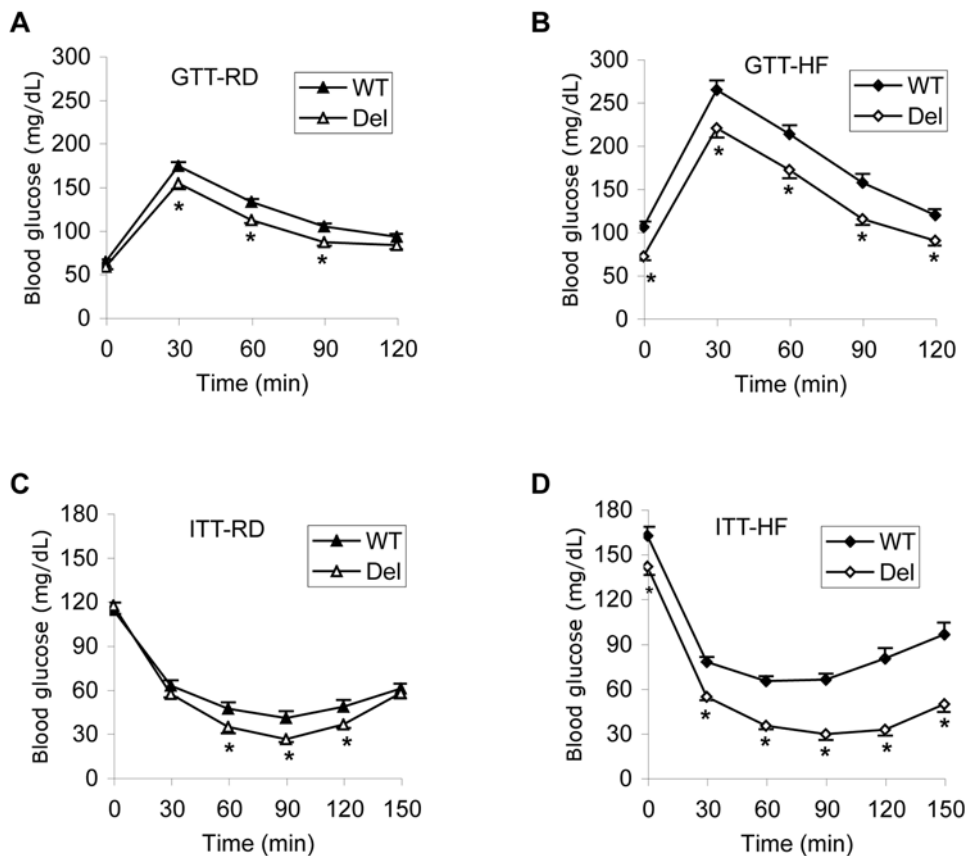 A
GTT-RD
WT
Del
Blood glucose (mg/dL)
300
250
200
150
100
50
0
*
*
*
0 30 60 90 120
Time (min)
B
GTT-HF
WT
Del
Blood glucose (mg/dL)
300
250
200
150
100
50
0
*
*
*
*
*
0 30 60 90 120
Time (min)
C
ITT-RD
WT
Del
Blood glucose (mg/dL)
180
150
120
90
60
30
0
* * *
0 30 60 90 120 150
Time (min)
D
ITT-HF
WT
Del
Blood glucose (mg/dL)
180
150
120
90
60
30
0
*
*
*
*
*
*
0 30 60 90 120 150
Time (min)